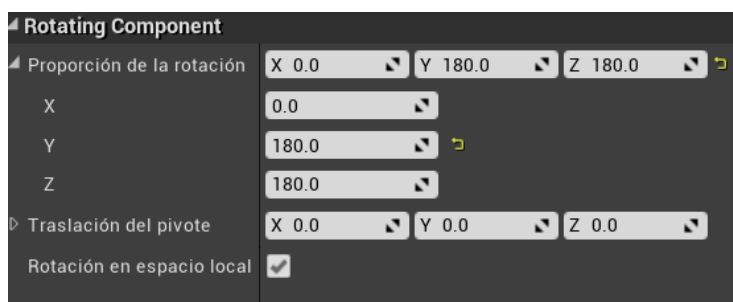 Rotating Component
Proporción de la rotación X 0.0 Y 180.0 Z 180.0
X 0.0
Y 180.0
Z 180.0
Traslación del pivote X 0.0 Y 0.0 Z 0.0
Rotación en espacio local